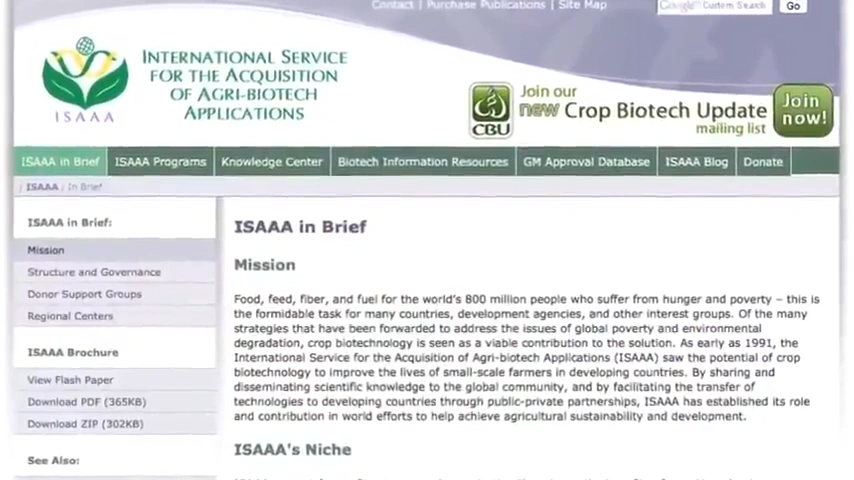 Contact | Purchase Publications | Site Map
Google™ Custom Search
Go
INTERNATIONAL SERVICE
FOR THE ACQUISITION
OF AGRI-BIOTECH
APPLICATIONS
ISAAA
CBU
Join our
new Crop Biotech Update
mailing list
Join
now!
ISAAA in Brief
ISAAA Programs
Knowledge Center
Biotech Information Resources
GM Approval Database
ISAAA Blog
Donate
/ ISAAA / In Brief
ISAAA in Brief:
Mission
Structure and Governance
Donor Support Groups
Regional Centers
ISAAA Brochure
View Flash Paper
Download PDF (365KB)
Download ZIP (302KB)
See Also:
ISAAA in Brief
Mission
Food, feed, fiber, and fuel for the world's 800 million people who suffer from hunger and poverty – this is
the formidable task for many countries, development agencies, and other interest groups. Of the many
strategies that have been forwarded to address the issues of global poverty and environmental
degradation, crop biotechnology is seen as a viable contribution to the solution. As early as 1991, the
International Service for the Acquisition of Agri-biotech Applications (ISAAA) saw the potential of crop
biotechnology to improve the lives of small-scale farmers in developing countries. By sharing and
disseminating scientific knowledge to the global community, and by facilitating the transfer of
technologies to developing countries through public-private partnerships, ISAAA has established its role
and contribution in world efforts to help achieve agricultural sustainability and development.
ISAAA's Niche